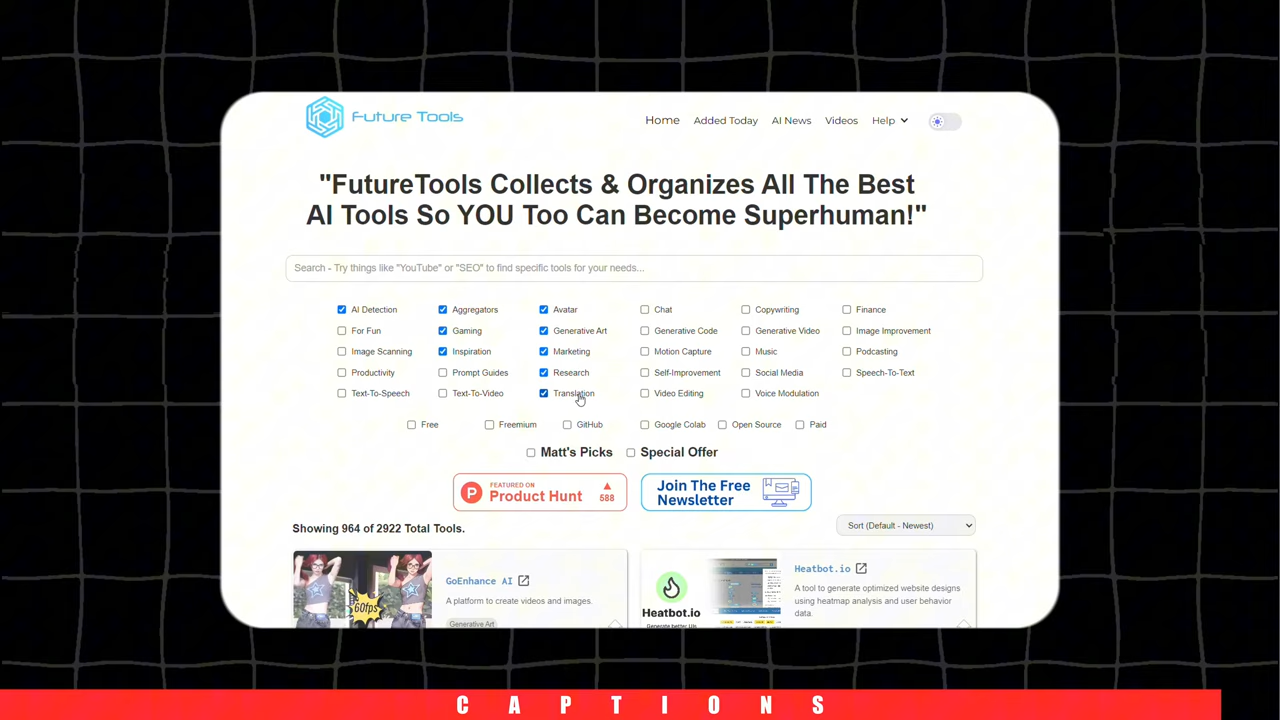 Future Tools
Home Added Today AI News Videos Help
"FutureTools Collects & Organizes All The Best
AI Tools So YOU Too Can Become Superhuman!"
Search - Try things like "YouTube" or "SEO" to find specific tools for your needs...
AI Detection Aggregators Avatar Chat Copywriting Finance
For Fun Gaming Generative Art Generative Code Generative Video Image Improvement
Image Scanning Inspiration Marketing Motion Capture Music Podcasting
Productivity Prompt Guides Research Self-Improvement Social Media Speech-To-Text
Text-To-Speech Text-To-Video Translation Video Editing Voice Modulation
Free Freemium GitHub Google Colab Open Source Paid
Matt's Picks Special Offer
P FEATURED ON
Product Hunt 588
Join The Free
Newsletter
Showing 964 of 2922 Total Tools.
Sort (Default - Newest)
60fps
GoEnhance AI
A platform to create videos and images.
Generative Art
Heatbot.io
Generate better UIs
Heatbot.io
A tool to generate optimized website designs
using heatmap analysis and user behavior
data.
CAPTIONS